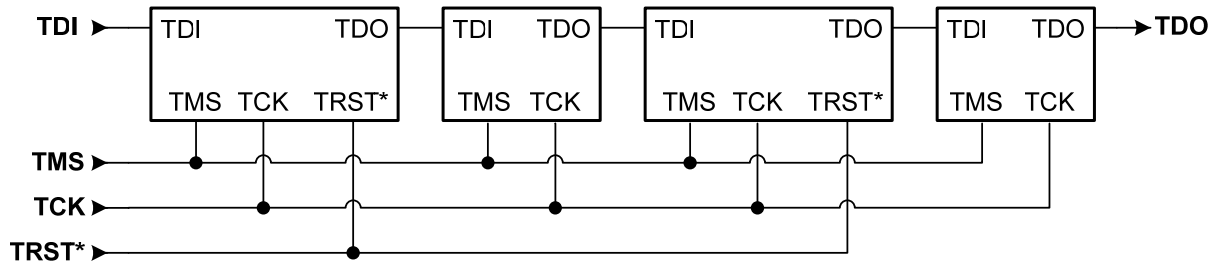 TDI TDI TDO TDI TDO TDI TDO TDI TDO TDO
TMS TCK TRST* TMS TCK TMS TCK TRST* TMS TCK
TMS
TCK
TRST*